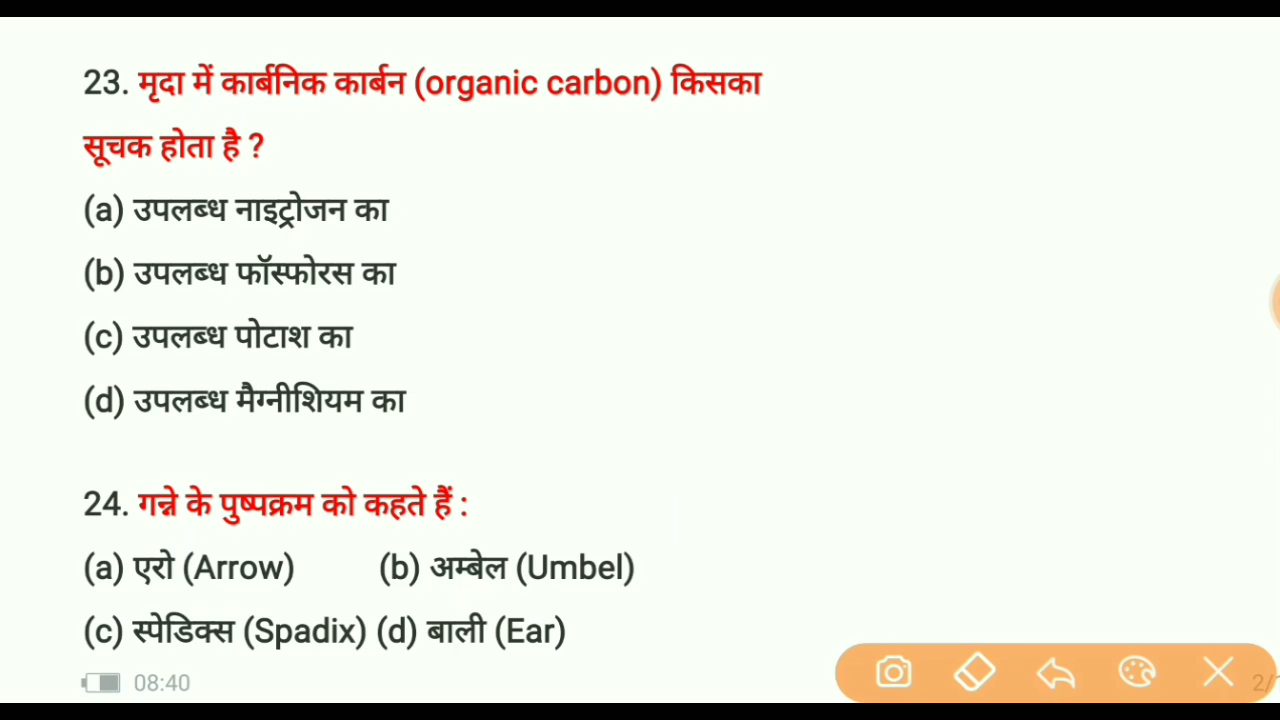 23. मृदा में कार्बनिक कार्बन (organic carbon) किसका
सूचक होता है ?
(a) उपलब्ध नाइट्रोजन का
(b) उपलब्ध फॉस्फोरस का
(c) उपलब्ध पोटाश का
(d) उपलब्ध मैग्नीशियम का
24. गन्ने के पुष्पक्रम को कहते हैं :
(a) एरो (Arrow) (b) अम्बेल (Umbel)
(c) स्पेडिक्स (Spadix) (d) बाली (Ear)
08:40